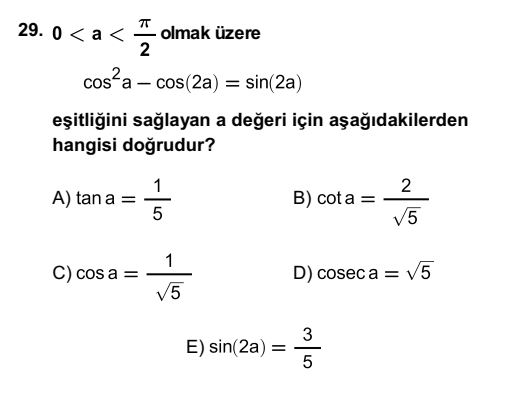 29. 0 < a < π/2 olmak üzere
cos²a – cos(2a) = sin(2a)
eşitliğini sağlayan a değeri için aşağıdakilerden
hangisi doğrudur?
A) tan a = 1/5 B) cot a = 2/√5
C) cos a = 1/√5 D) cosec a = √5
E) sin(2a) = 3/5